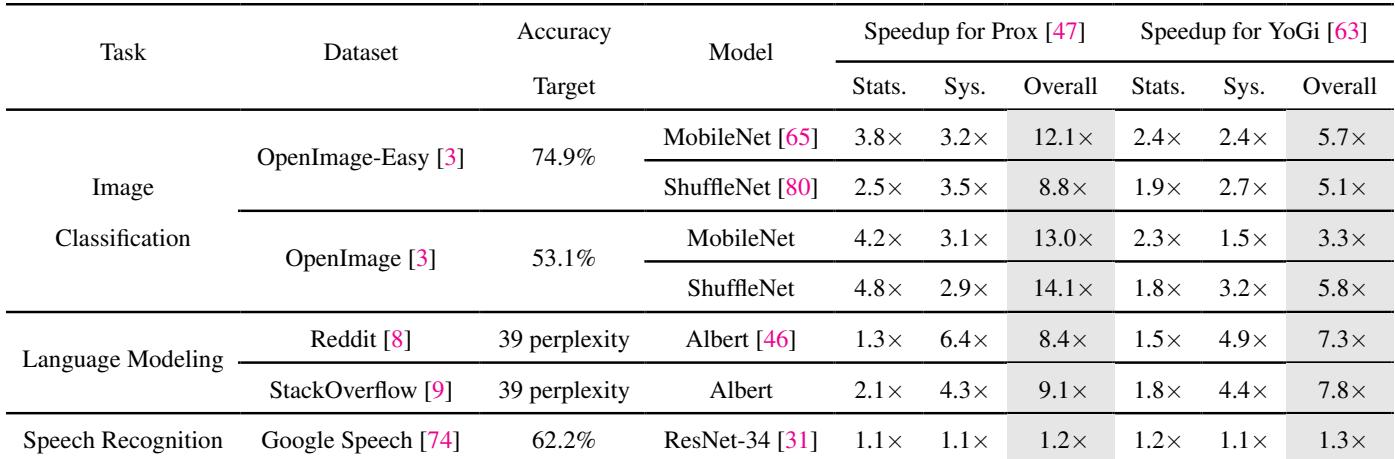 Task Dataset Accuracy Target Model Speedup for Prox [47] Speedup for YoGi [63]
Stats. Sys. Overall Stats. Sys. Overall
Image Classification OpenImage-Easy [3] 74.9% MobileNet [65] 3.8× 3.2× 12.1× 2.4× 2.4× 5.7×
ShuffleNet [80] 2.5× 3.5× 8.8× 1.9× 2.7× 5.1×
OpenImage [3] 53.1% MobileNet 4.2× 3.1× 13.0× 2.3× 1.5× 3.3×
ShuffleNet 4.8× 2.9× 14.1× 1.8× 3.2× 5.8×
Language Modeling Reddit [8] 39 perplexity Albert [46] 1.3× 6.4× 8.4× 1.5× 4.9× 7.3×
StackOverflow [9] 39 perplexity Albert 2.1× 4.3× 9.1× 1.8× 4.4× 7.8×
Speech Recognition Google Speech [74] 62.2% ResNet-34 [31] 1.1× 1.1× 1.2× 1.2× 1.1× 1.3×